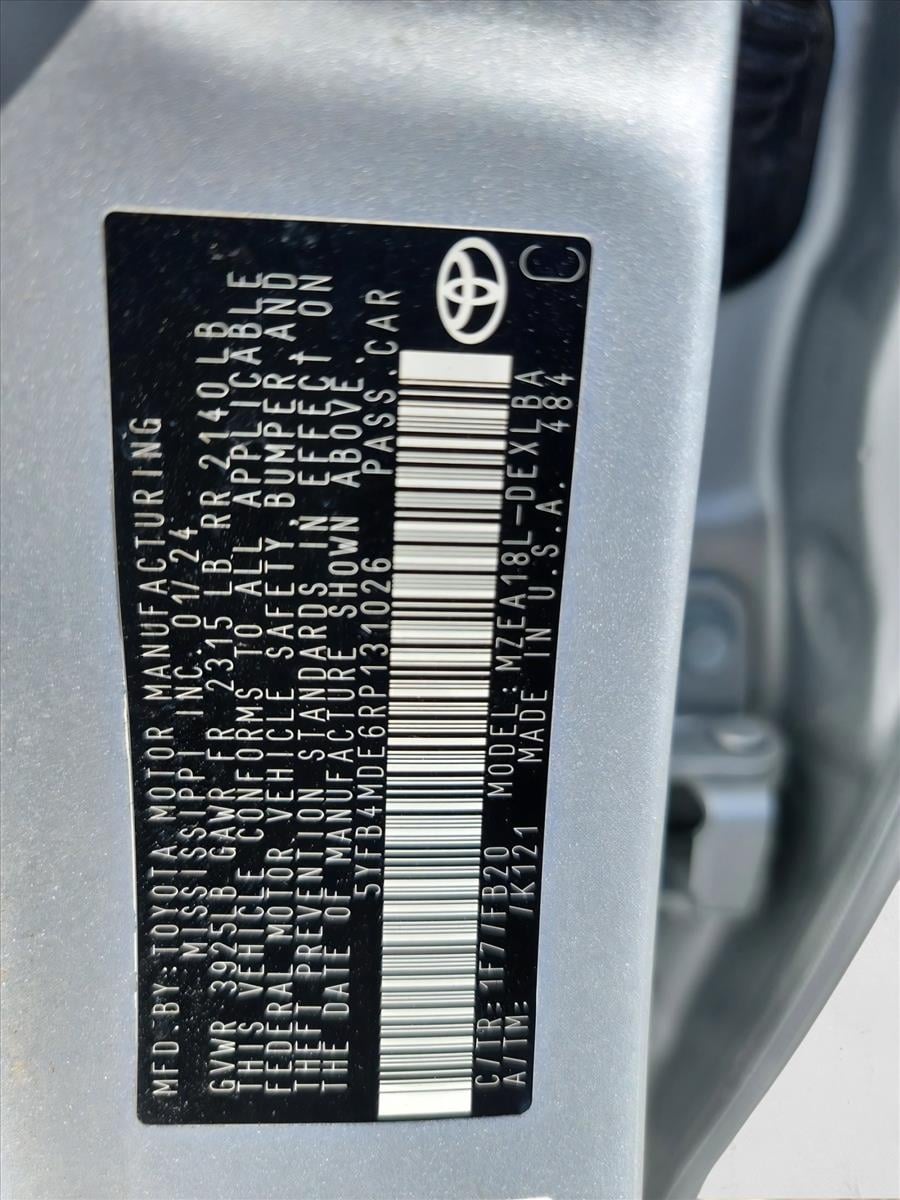 MFD.BY:TOYOTA MOTOR MANUFACTURING
MISSISSIPPI INC. 01/24
GVWR 3925LB GAWR FR 2315 LB RR 2140 LB
THIS VEHICLE CONFORMS TO ALL APPLICABLE
FEDERAL MOTOR VEHICLE SAFETY, BUMPER AND
THEFT PREVENTION STANDARDS IN EFFECT ON
THE DATE OF MANUFACTURE SHOWN ABOVE.
5YFB4MDE6RP131026 PASS.CAR
C/TR:1F7/FB20 MODEL:MZEA18L-DEXLBA
A/TM: /K121 MADE IN U.S.A. 484
C